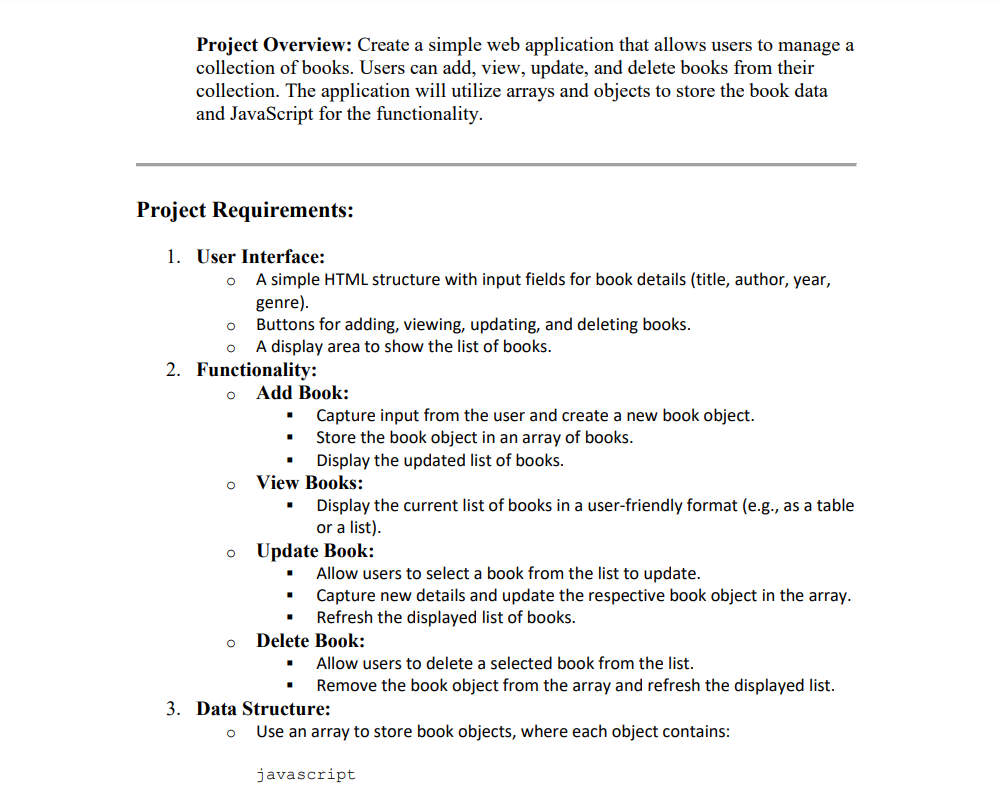 Project Overview: Create a simple web application that allows users to manage a
collection of books. Users can add, view, update, and delete books from their
collection. The application will utilize arrays and objects to store the book data
and JavaScript for the functionality.
Project Requirements:
1. User Interface:
o A simple HTML structure with input fields for book details (title, author, year,
genre).
o Buttons for adding, viewing, updating, and deleting books.
o A display area to show the list of books.
2. Functionality:
o Add Book:
▪ Capture input from the user and create a new book object.
▪ Store the book object in an array of books.
▪ Display the updated list of books.
o View Books:
▪ Display the current list of books in a user-friendly format (e.g., as a table
or a list).
o Update Book:
▪ Allow users to select a book from the list to update.
▪ Capture new details and update the respective book object in the array.
▪ Refresh the displayed list of books.
o Delete Book:
▪ Allow users to delete a selected book from the list.
▪ Remove the book object from the array and refresh the displayed list.
3. Data Structure:
o Use an array to store book objects, where each object contains:
javascript